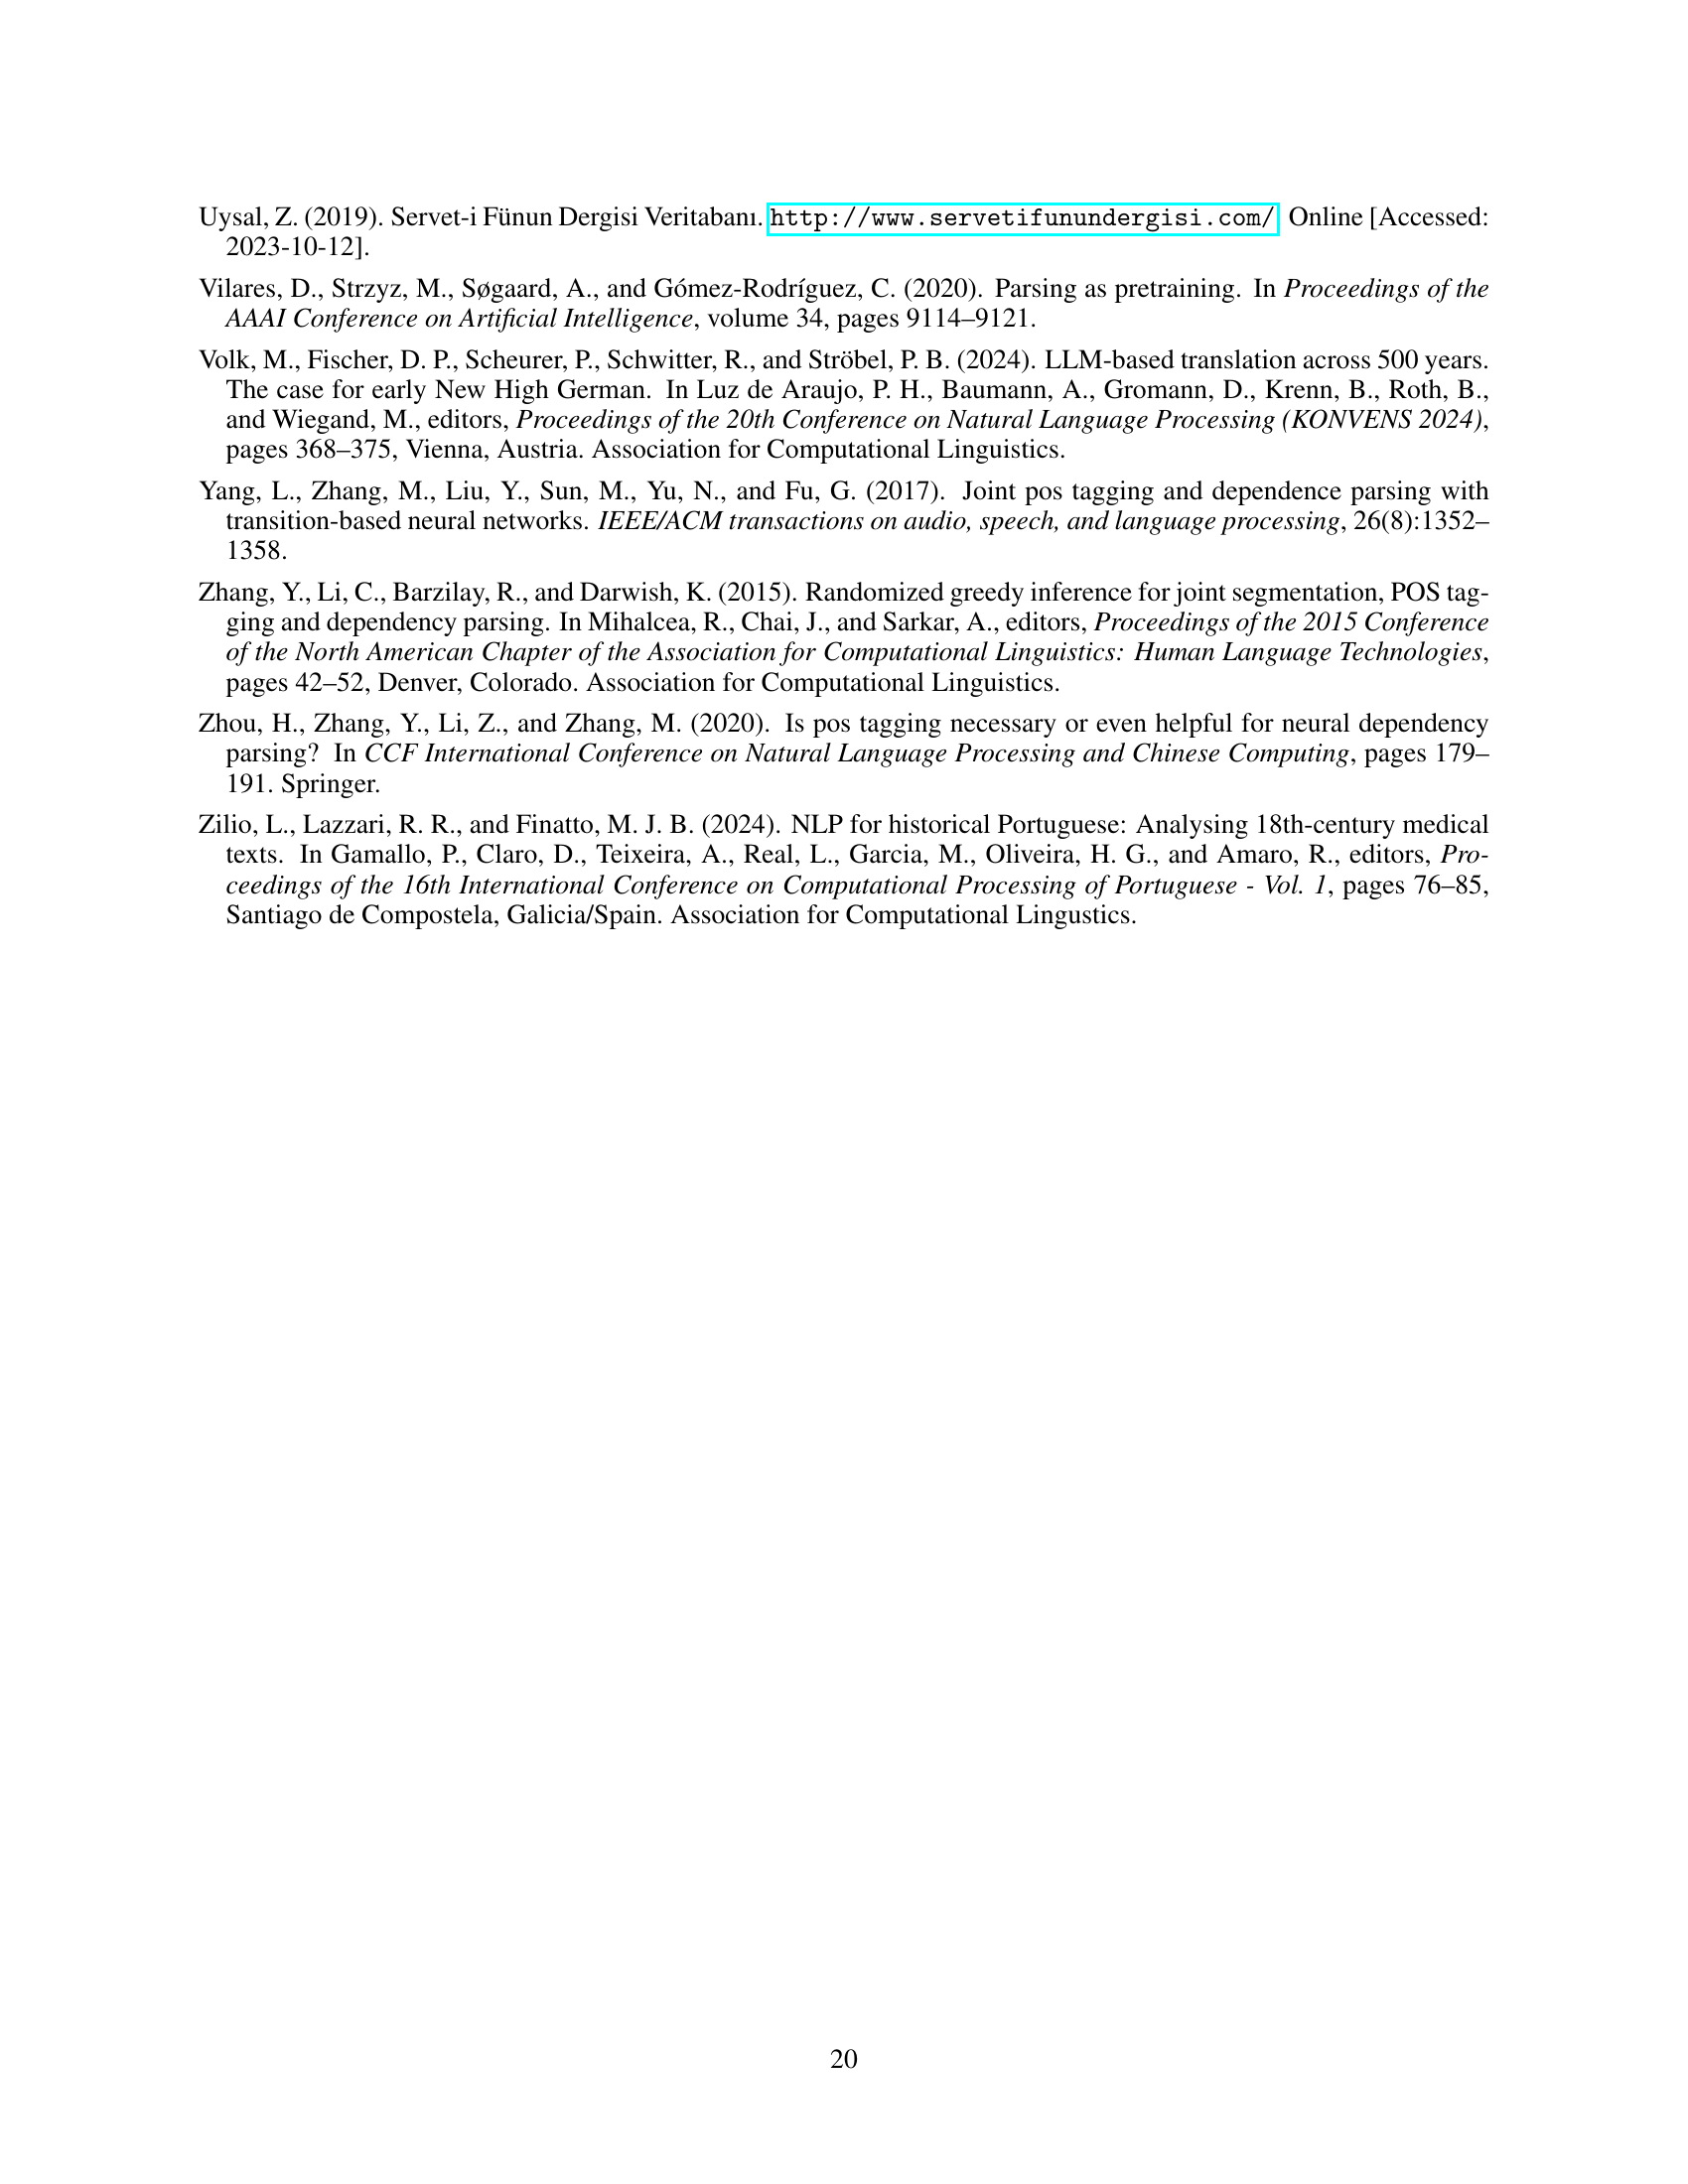 Uysal, Z. (2019). Servet-i Fünun Dergisi Veritabanı. http://www.servetifunundergisi.com/ Online [Accessed:
2023-10-12].
Vilares, D., Strzyz, M., Søgaard, A., and Gómez-Rodríguez, C. (2020). Parsing as pretraining. In Proceedings of the
AAAI Conference on Artificial Intelligence, volume 34, pages 9114–9121.
Volk, M., Fischer, D. P., Scheurer, P., Schwitter, R., and Ströbel, P. B. (2024). LLM-based translation across 500 years.
The case for early New High German. In Luz de Araujo, P. H., Baumann, A., Gromann, D., Krenn, B., Roth, B.,
and Wiegand, M., editors, Proceedings of the 20th Conference on Natural Language Processing (KONVENS 2024),
pages 368–375, Vienna, Austria. Association for Computational Linguistics.
Yang, L., Zhang, M., Liu, Y., Sun, M., Yu, N., and Fu, G. (2017). Joint pos tagging and dependence parsing with
transition-based neural networks. IEEE/ACM transactions on audio, speech, and language processing, 26(8):1352–
1358.
Zhang, Y., Li, C., Barzilay, R., and Darwish, K. (2015). Randomized greedy inference for joint segmentation, POS tag-
ging and dependency parsing. In Mihalcea, R., Chai, J., and Sarkar, A., editors, Proceedings of the 2015 Conference
of the North American Chapter of the Association for Computational Linguistics: Human Language Technologies,
pages 42–52, Denver, Colorado. Association for Computational Linguistics.
Zhou, H., Zhang, Y., Li, Z., and Zhang, M. (2020). Is pos tagging necessary or even helpful for neural dependency
parsing? In CCF International Conference on Natural Language Processing and Chinese Computing, pages 179–
191. Springer.
Zilio, L., Lazzari, R. R., and Finatto, M. J. B. (2024). NLP for historical Portuguese: Analysing 18th-century medical
texts. In Gamallo, P., Claro, D., Teixeira, A., Real, L., Garcia, M., Oliveira, H. G., and Amaro, R., editors, Pro-
ceedings of the 16th International Conference on Computational Processing of Portuguese - Vol. 1, pages 76–85,
Santiago de Compostela, Galicia/Spain. Association for Computational Lingustics.
20